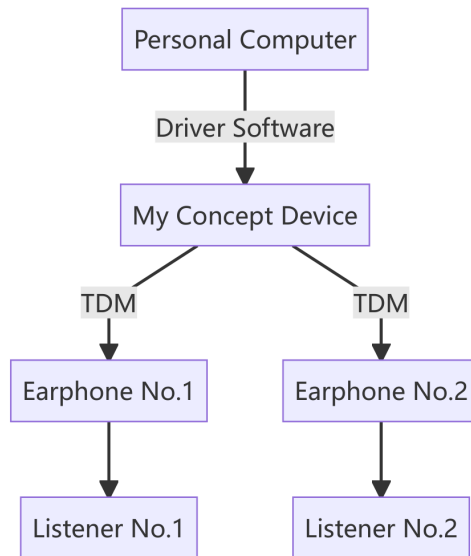 Personal Computer
Driver Software
My Concept Device
TDM
TDM
Earphone No.1
Earphone No.2
Listener No.1
Listener No.2